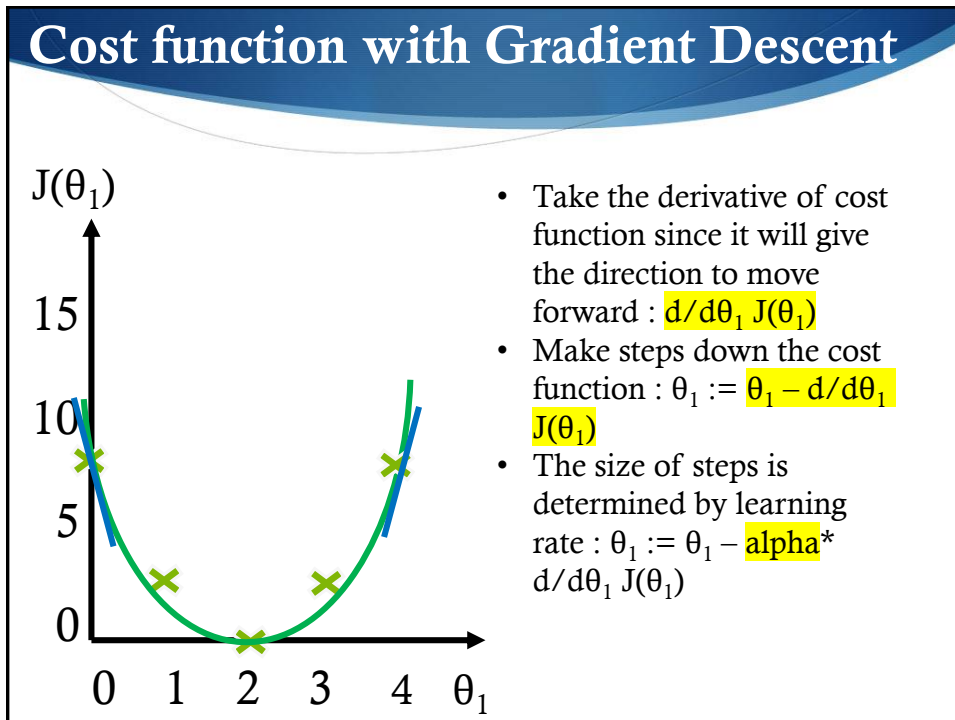 Cost function with Gradient Descent
J(θ₁)
15
10
5
0
0 1 2 3 4 θ₁
• Take the derivative of cost
function since it will give
the direction to move
forward : d/dθ₁ J(θ₁)
• Make steps down the cost
function : θ₁ := θ₁ – d/dθ₁
J(θ₁)
• The size of steps is
determined by learning
rate : θ₁ := θ₁ – alpha*
d/dθ₁ J(θ₁)